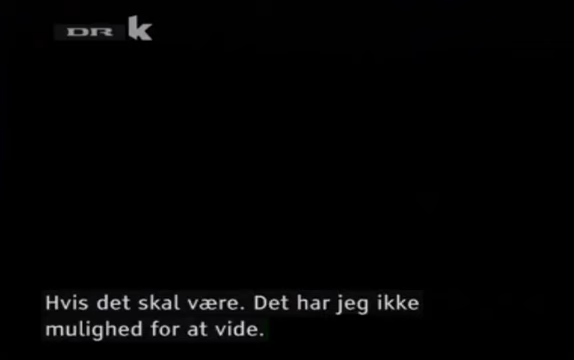 DR k
Hvis det skal være. Det har jeg ikke
mulighed for at vide.